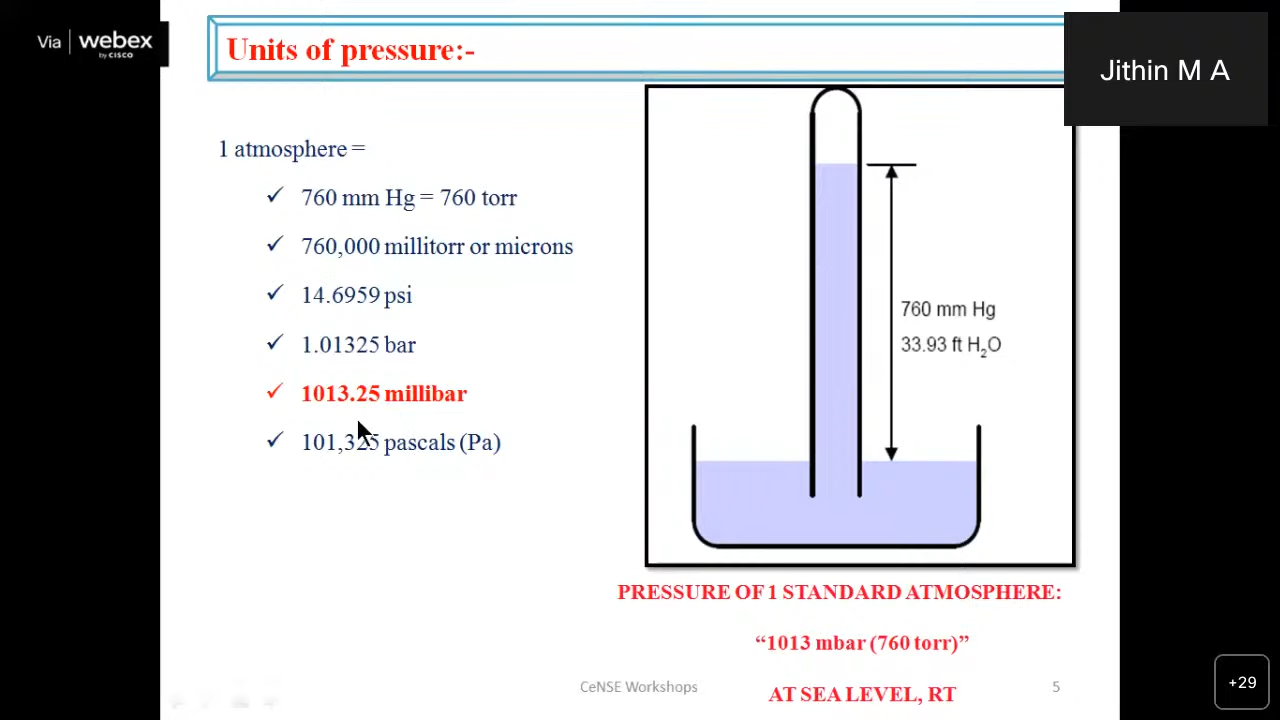 Via | webex
by CISCO
Units of pressure:-
Jithin M A
1 atmosphere =
✓ 760 mm Hg = 760 torr
✓ 760,000 millitorr or microns
✓ 14.6959 psi
✓ 1.01325 bar
✓ 1013.25 millibar
✓ 101,325 pascals (Pa)
760 mm Hg
33.93 ft H₂O
PRESSURE OF 1 STANDARD ATMOSPHERE:
“1013 mbar (760 torr)”
AT SEA LEVEL, RT
CeNSE Workshops
5
+29